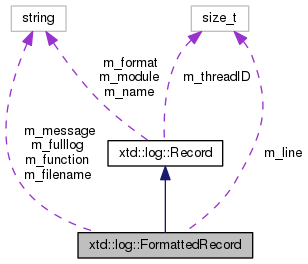 string
size_t
m_format
m_module
m_name
m_threadID
m_message
m_fulllog
m_function
m_filename
xtd::log::Record
m_line
xtd::log::FormattedRecord